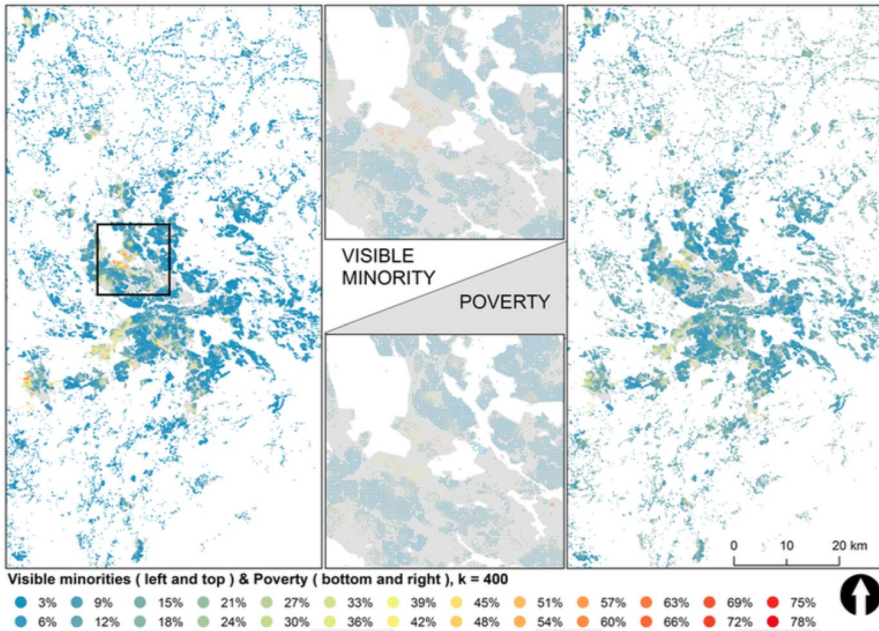 VISIBLE
MINORITY
POVERTY
0 10 20 km
Visible minorities ( left and top ) & Poverty ( bottom and right ), k = 400
3% 9% 15% 21% 27% 33% 39% 45% 51% 57% 63% 69% 75%
6% 12% 18% 24% 30% 36% 42% 48% 54% 60% 66% 72% 78%